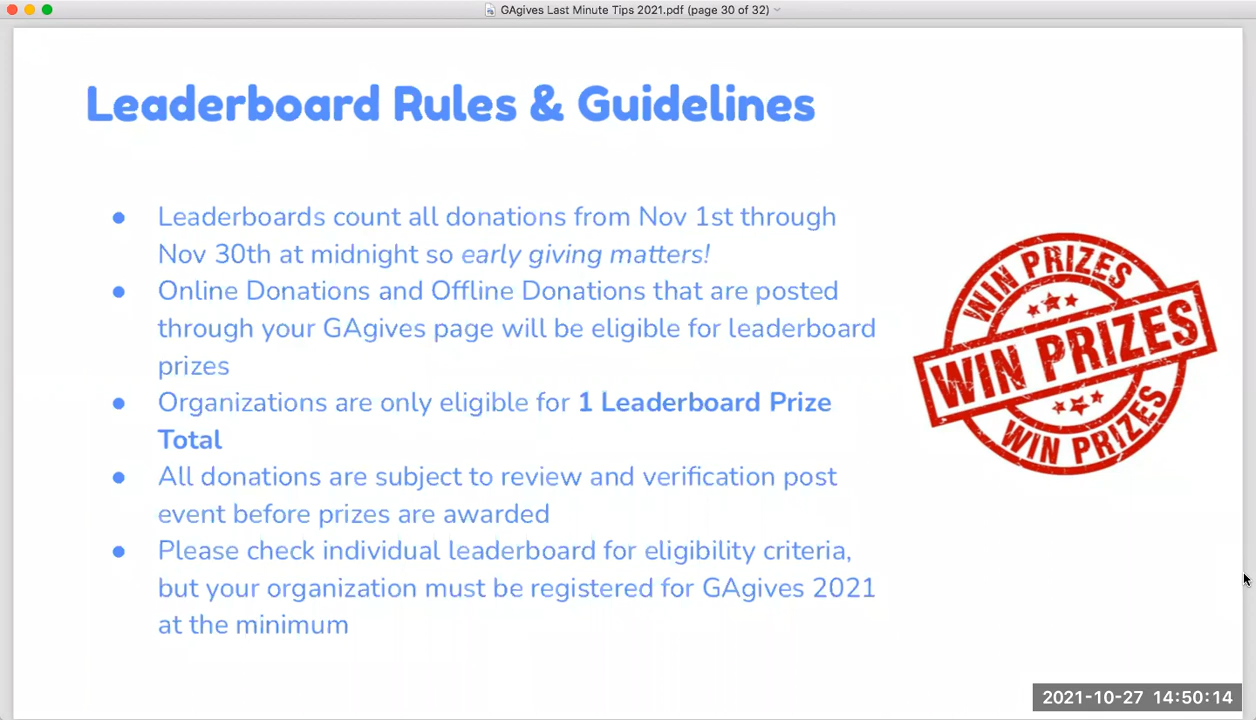 GAgives Last Minute Tips 2021.pdf (page 30 of 32)
Leaderboard Rules & Guidelines
● Leaderboards count all donations from Nov 1st through
Nov 30th at midnight so early giving matters!
● Online Donations and Offline Donations that are posted
through your GAgives page will be eligible for leaderboard
prizes
● Organizations are only eligible for 1 Leaderboard Prize
Total
● All donations are subject to review and verification post
event before prizes are awarded
● Please check individual leaderboard for eligibility criteria,
but your organization must be registered for GAgives 2021
at the minimum
WIN PRIZES
WIN PRIZES
WIN PRIZES
2021-10-27 14:50:14